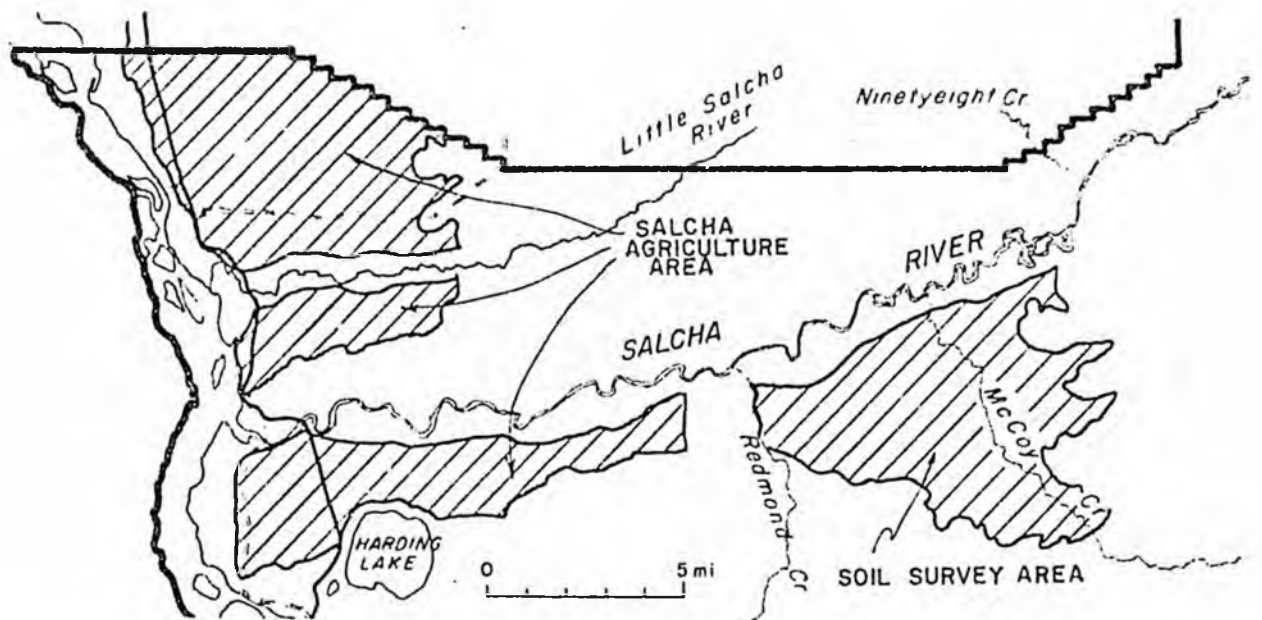 Little Salcha
River
Ninetyeight Cr.
SALCHA
AGRICULTURE
AREA
RIVER
SALCHA
McCoy
Cr
Redmond
Cr
HARDING
LAKE
0 5 mi
SOIL SURVEY AREA